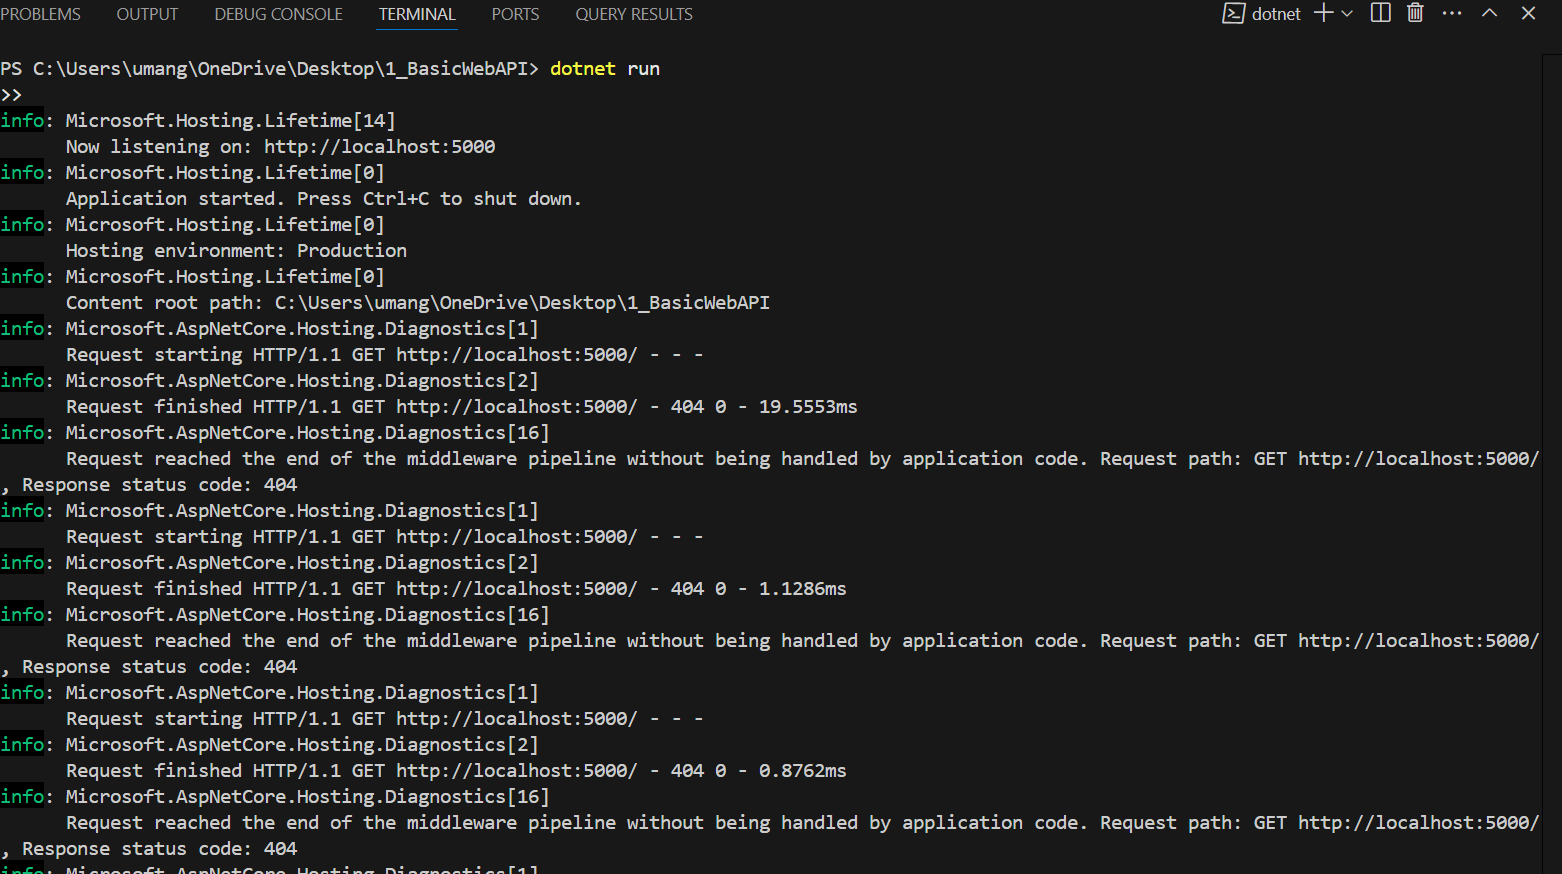 PROBLEMS OUTPUT DEBUG CONSOLE TERMINAL PORTS QUERY RESULTS dotnet
PS C:\Users\umang\OneDrive\Desktop\1_BasicWebAPI> dotnet run
>>
info: Microsoft.Hosting.Lifetime[14]
      Now listening on: http://localhost:5000
info: Microsoft.Hosting.Lifetime[0]
      Application started. Press Ctrl+C to shut down.
info: Microsoft.Hosting.Lifetime[0]
      Hosting environment: Production
info: Microsoft.Hosting.Lifetime[0]
      Content root path: C:\Users\umang\OneDrive\Desktop\1_BasicWebAPI
info: Microsoft.AspNetCore.Hosting.Diagnostics[1]
      Request starting HTTP/1.1 GET http://localhost:5000/ - - -
info: Microsoft.AspNetCore.Hosting.Diagnostics[2]
      Request finished HTTP/1.1 GET http://localhost:5000/ - 404 0 - 19.5553ms
info: Microsoft.AspNetCore.Hosting.Diagnostics[16]
      Request reached the end of the middleware pipeline without being handled by application code. Request path: GET http://localhost:5000/
, Response status code: 404
info: Microsoft.AspNetCore.Hosting.Diagnostics[1]
      Request starting HTTP/1.1 GET http://localhost:5000/ - - -
info: Microsoft.AspNetCore.Hosting.Diagnostics[2]
      Request finished HTTP/1.1 GET http://localhost:5000/ - 404 0 - 1.1286ms
info: Microsoft.AspNetCore.Hosting.Diagnostics[16]
      Request reached the end of the middleware pipeline without being handled by application code. Request path: GET http://localhost:5000/
, Response status code: 404
info: Microsoft.AspNetCore.Hosting.Diagnostics[1]
      Request starting HTTP/1.1 GET http://localhost:5000/ - - -
info: Microsoft.AspNetCore.Hosting.Diagnostics[2]
      Request finished HTTP/1.1 GET http://localhost:5000/ - 404 0 - 0.8762ms
info: Microsoft.AspNetCore.Hosting.Diagnostics[16]
      Request reached the end of the middleware pipeline without being handled by application code. Request path: GET http://localhost:5000/
, Response status code: 404
info: Microsoft.AspNetCore.Hosting.Diagnostics[1]